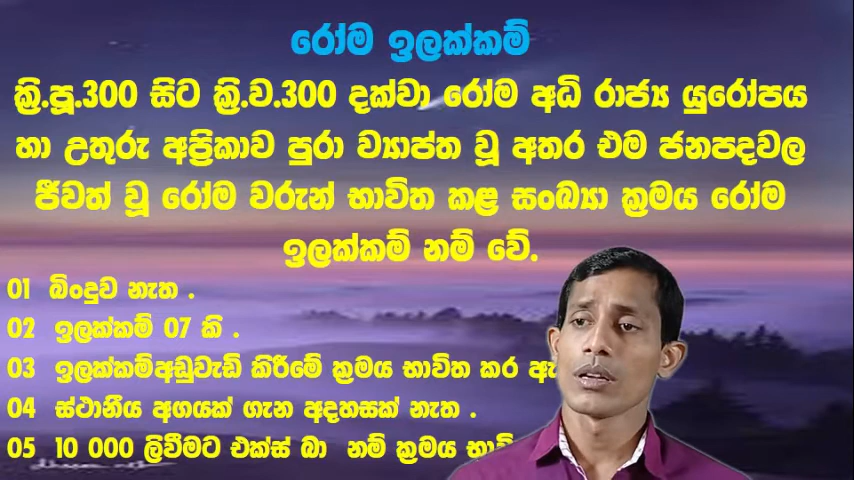 රෝම ඉලක්කම්
ක්‍රි.පූ.300 සිට ක්‍රි.ව.300 දක්වා රෝම අධි රාජ්‍ය යුරෝපය
හා උතුරු අප්‍රිකාව පුරා ව්‍යාප්ත වූ අතර එම ජනපදවල
ජීවත් වූ රෝම වරුන් භාවිත කළ සංඛ්‍යා ක්‍රමය රෝම
ඉලක්කම් නම් වේ.
01 බිංදුව නැත .
02 ඉලක්කම් 07 කි .
03 ඉලක්කම්අඩුවැඩි කිරීමේ ක්‍රමය භාවිත කර
04 ස්ථානීය අගයක් ගැන අදහසක් නැත .
05 10 000 ලිවීමට එක්ස් බා නම් ක්‍රමය